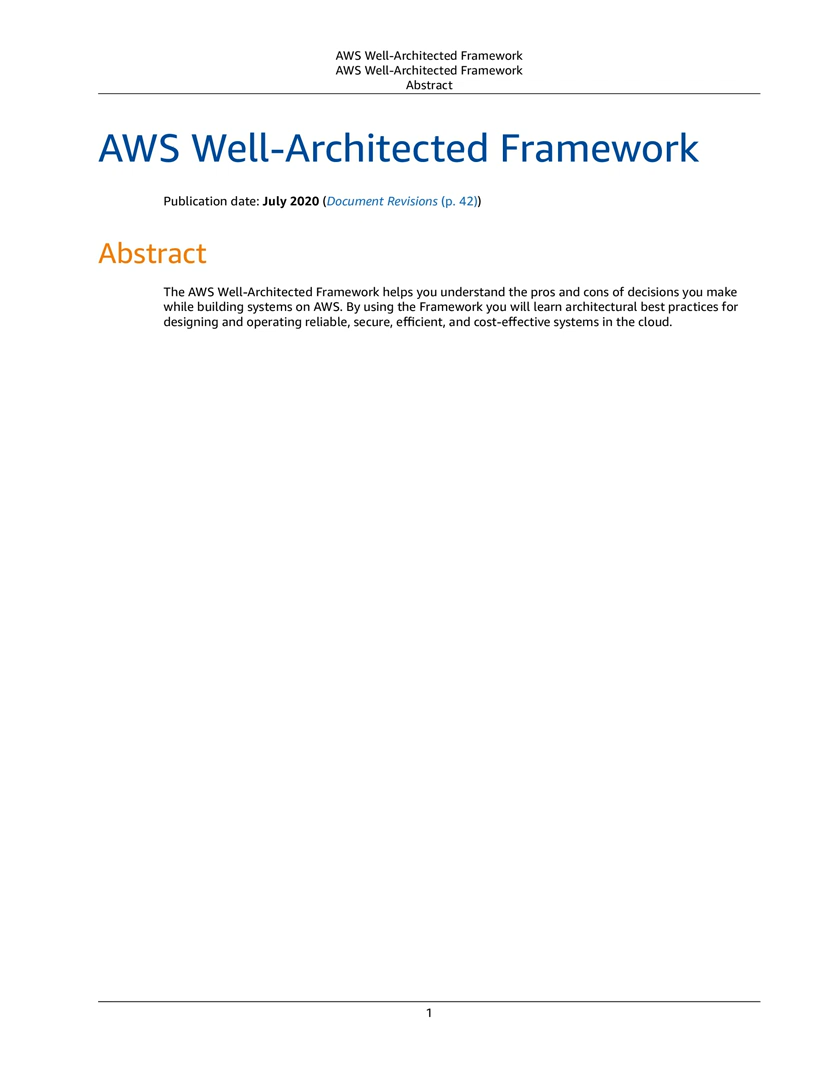 AWS Well-Architected Framework
AWS Well-Architected Framework
Abstract
AWS Well-Architected Framework
Publication date: July 2020 (Document Revisions (p. 42))
Abstract
The AWS Well-Architected Framework helps you understand the pros and cons of decisions you make
while building systems on AWS. By using the Framework you will learn architectural best practices for
designing and operating reliable, secure, efficient, and cost-effective systems in the cloud.
1